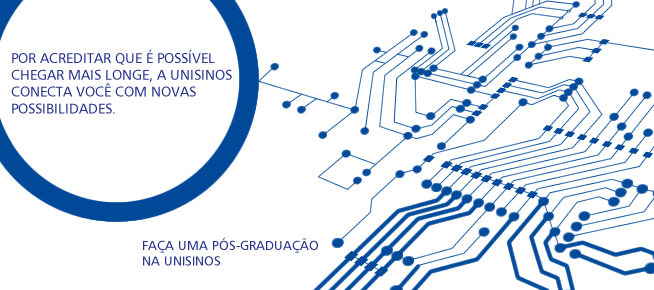 POR ACREDITAR QUE É POSSÍVEL
CHEGAR MAIS LONGE, A UNISINOS
CONECTA VOCÊ COM NOVAS
POSSIBILIDADES.
FAÇA UMA PÓS-GRADUAÇÃO
NA UNISINOS